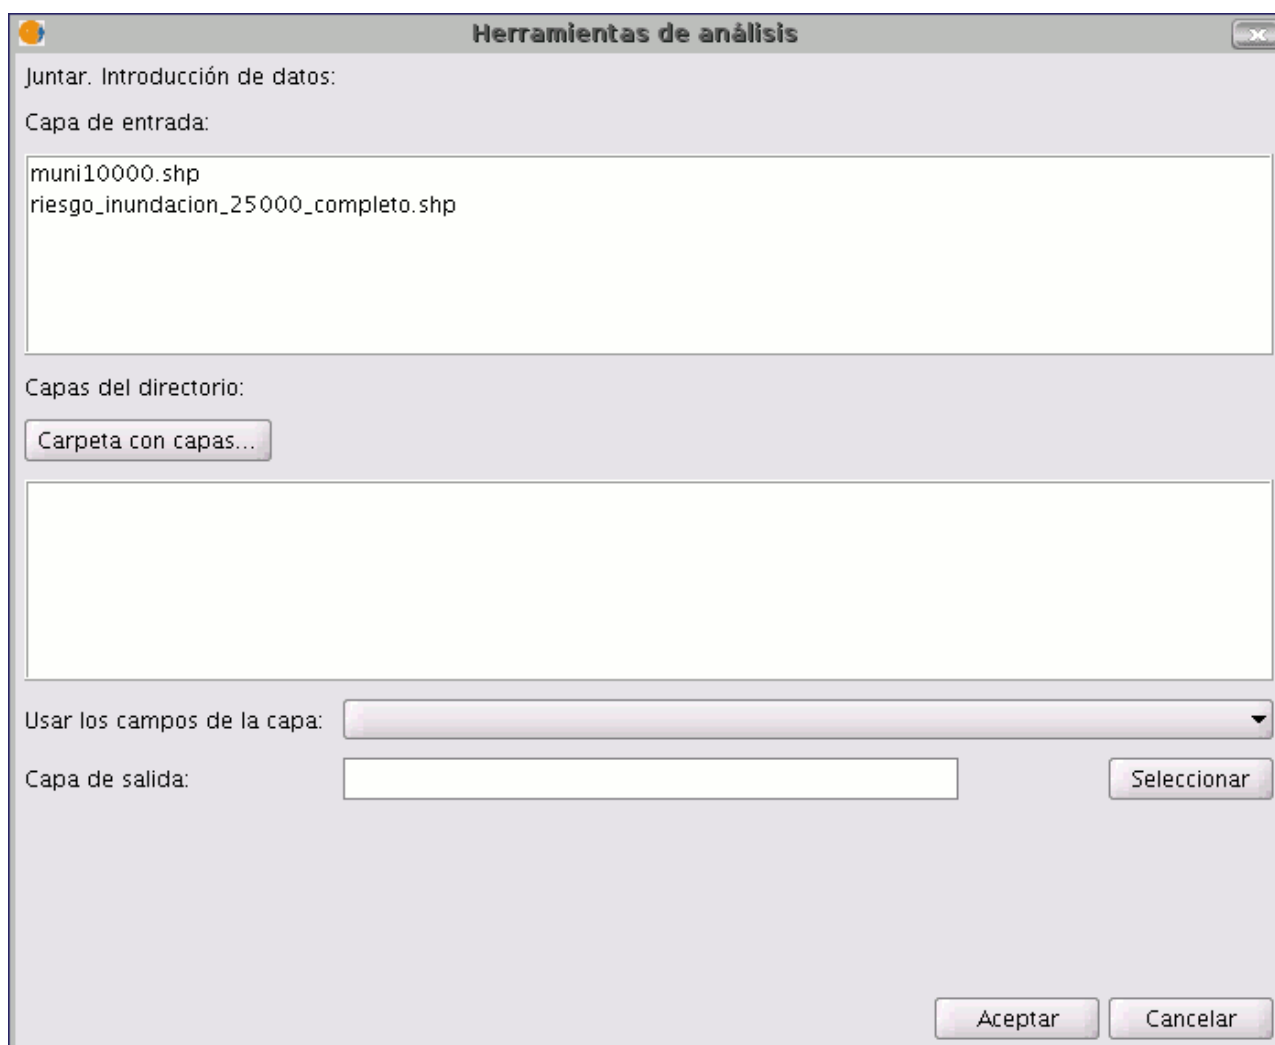 Herramientas de análisis
Juntar. Introducción de datos:
Capa de entrada:
muni10000.shp
riesgo_inundacion_25000_completo.shp
Capas del directorio:
Carpeta con capas...
Usar los campos de la capa:
Capa de salida:
Seleccionar
Aceptar
Cancelar